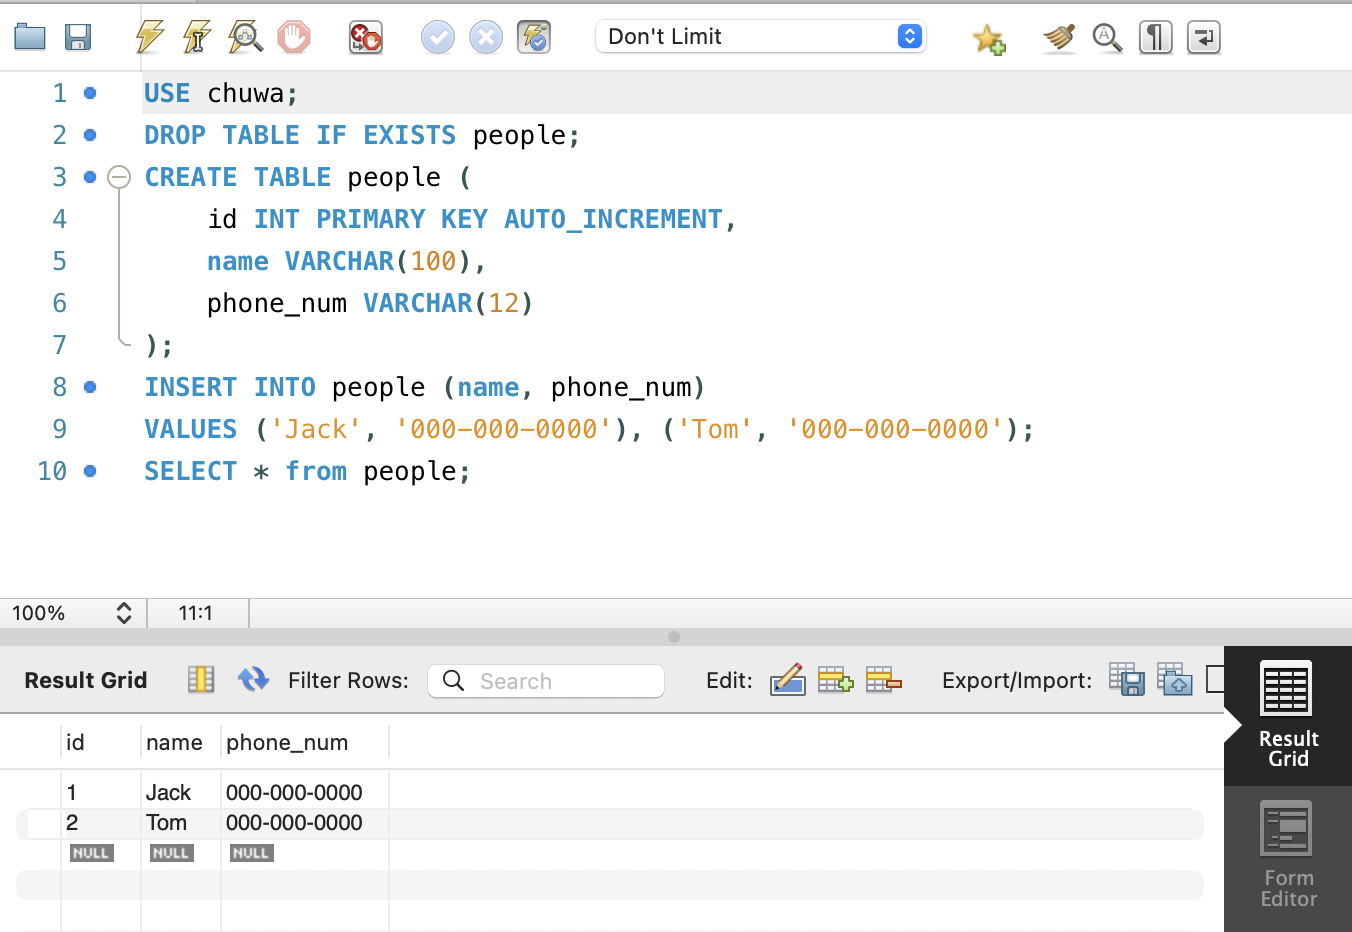 Don't Limit
1 USE chuwa;
2 DROP TABLE IF EXISTS people;
3 CREATE TABLE people (
4 id INT PRIMARY KEY AUTO_INCREMENT,
5 name VARCHAR(100),
6 phone_num VARCHAR(12)
7 );
8 INSERT INTO people (name, phone_num)
9 VALUES ('Jack', '000-000-0000'), ('Tom', '000-000-0000');
10 SELECT * from people;
100% 11:1
Result Grid Filter Rows: Search Edit: Export/Import:
Result
Grid
id name phone_num
1 Jack 000-000-0000
2 Tom 000-000-0000
NULL NULL NULL
Form
Editor